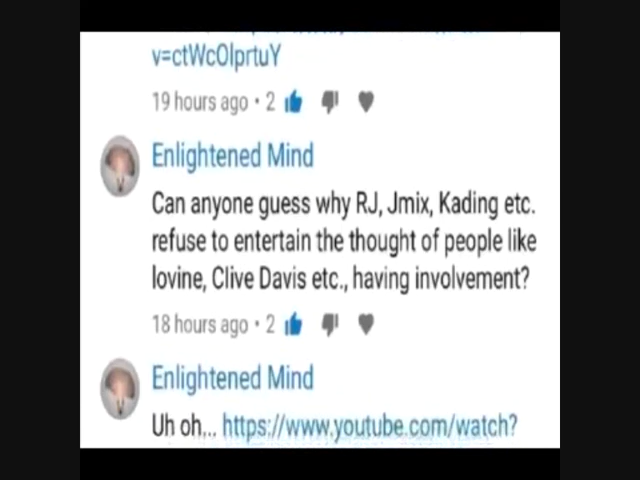 v=ctWcOlprtuY
19 hours ago • 2
Enlightened Mind
Can anyone guess why RJ, Jmix, Kading etc.
refuse to entertain the thought of people like
Iovine, Clive Davis etc., having involvement?
18 hours ago • 2
Enlightened Mind
Uh oh... https://www.youtube.com/watch?